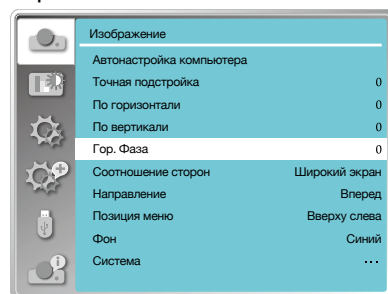 Изображение
Автонастройка компьютера
Точная подстройка 0
По горизонтали 0
По вертикали 0
Гор. Фаза 0
Соотношение сторон Широкий экран
Направление Вперед
Позиция меню Вверху слева
Фон Синий
Система ...